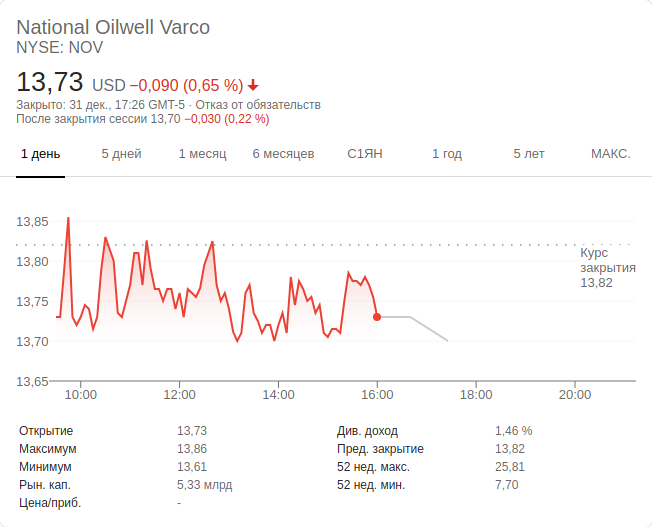 National Oilwell Varco
NYSE: NOV
13,73 USD −0,090 (0,65 %)
Закрыто: 31 дек., 17:26 GMT-5 · Отказ от обязательств
После закрытия сессии 13,70 −0,030 (0,22 %)
1 день 5 дней 1 месяц 6 месяцев С1ЯН 1 год 5 лет МАКС.
13,85
13,80
13,75
13,70
13,65
Курс
закрытия
13,82
10:00 12:00 14:00 16:00 18:00 20:00
Открытие 13,73 Див. доход 1,46 %
Максимум 13,86 Пред. закрытие 13,82
Минимум 13,61 52 нед. макс. 25,81
Рын. кап. 5,33 млрд 52 нед. мин. 7,70
Цена/приб. -